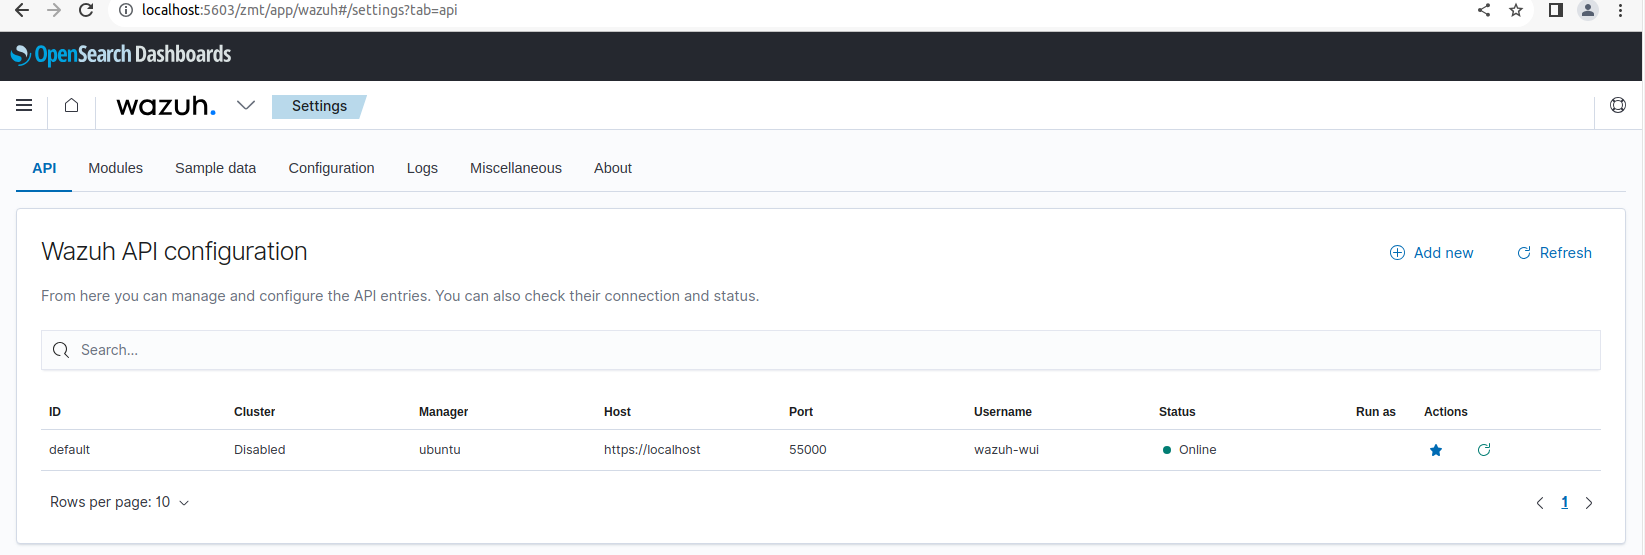 localhost:5603/zmt/app/wazuh#/settings?tab=api
OpenSearch Dashboards
wazuh. Settings
API Modules Sample data Configuration Logs Miscellaneous About
Wazuh API configuration Add new Refresh
From here you can manage and configure the API entries. You can also check their connection and status.
Search...
ID Cluster Manager Host Port Username Status Run as Actions
default Disabled ubuntu https://localhost 55000 wazuh-wui Online
Rows per page: 10 1